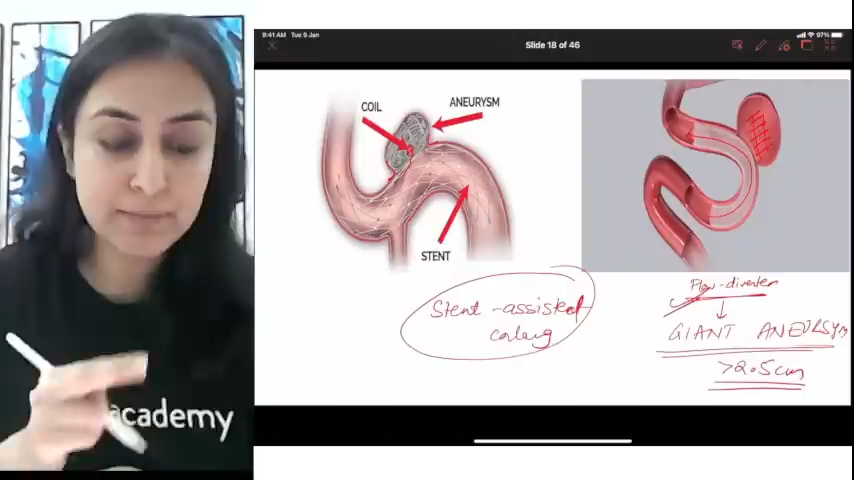 9:41 AM Tue 9 Jan
97%
Slide 18 of 46
COIL
ANEURYSM
STENT
Stent-assisted
coiling
Flow-diverter
GIANT ANEURSYM
>2.5cm
academy